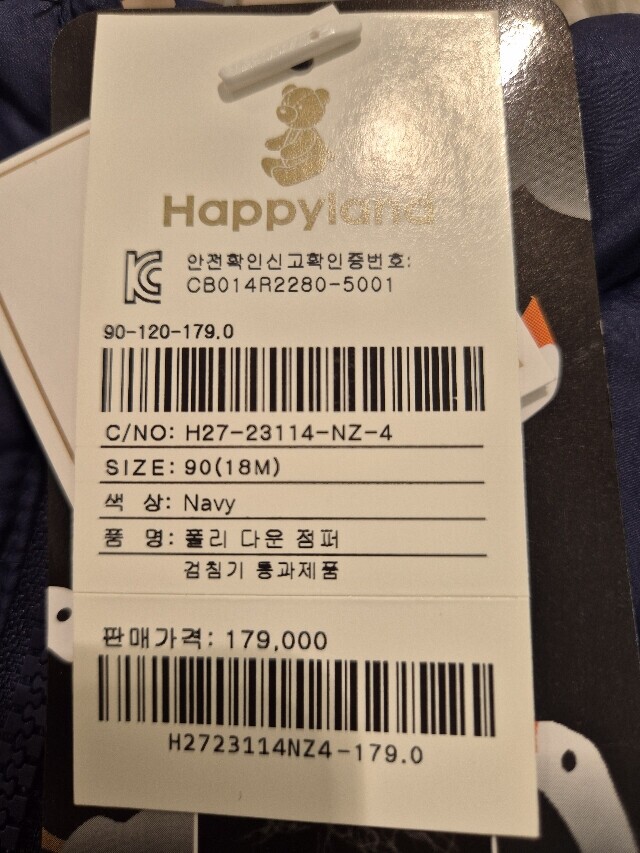 Happyland
안전확인신고확인증번호:
CB014R2280-5001
90-120-179.0
C/NO: H27-23114-NZ-4
SIZE: 90(18M)
색 상: Navy
품 명: 폴리 다운 점퍼
검침기 통과제품
판매가격: 179,000
H2723114NZ4-179.0